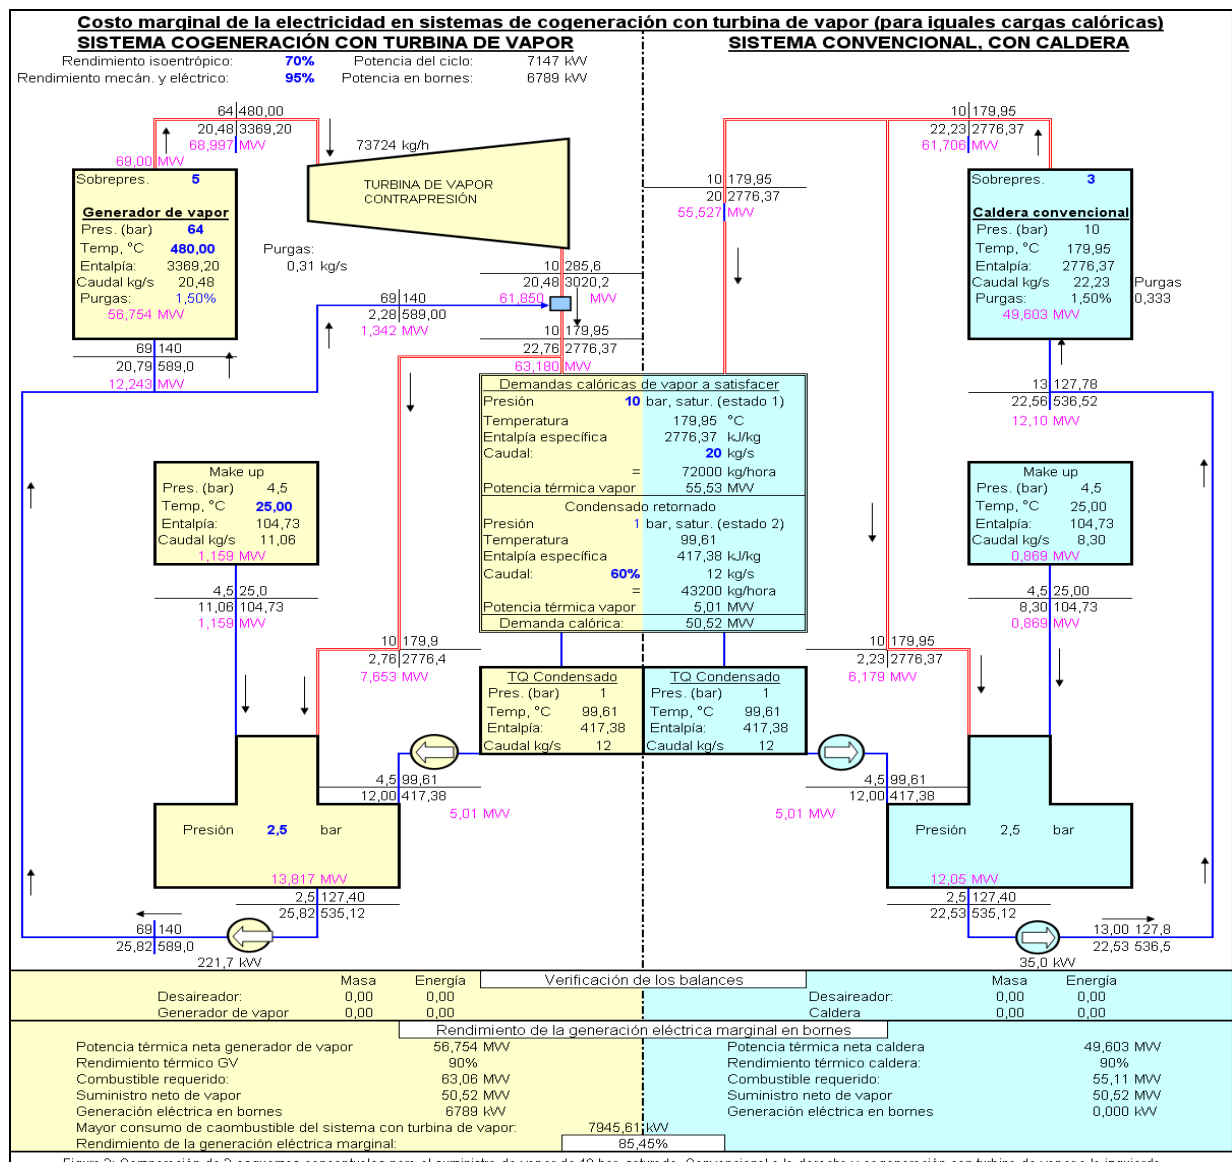 Costo marginal de la electricidad en sistemas de cogeneración con turbina de vapor (para iguales cargas calóricas)
SISTEMA COGENERACIÓN CON TURBINA DE VAPOR
SISTEMA CONVENCIONAL, CON CALDERA
Rendimiento isoentrópico: 70% Potencia del ciclo: 7147 kW
Rendimiento mecán. y eléctrico: 95% Potencia en bornes: 6789 kW
64 480,00
20,48 3369,20
68,997 MW
69,00 MW
73724 kg/h
TURBINA DE VAPOR
CONTRAPRESIÓN
Sobrepres. 5
Generador de vapor
Pres. (bar) 64
Temp, °C 480,00
Entalpía: 3369,20
Caudal kg/s 20,48
Purgas: 1,50%
56,754 MW
Purgas:
0,31 kg/s
69 140
20,79 589,0
12,243 MW
69 140
2,28 589,00
1,342 MW
10 285,6
20,48 3020,2
61,850 MW
10 179,95
22,76 2776,37
63,180 MW
10 179,95
20 2776,37
55,527 MW
10 179,95
22,23 2776,37
61,706 MW
Sobrepres. 3
Caldera convencional
Pres. (bar) 10
Temp, °C 179,95
Entalpía: 2776,37
Caudal kg/s 22,23
Purgas: 1,50%
49,603 MW
Purgas
0,333
13 127,78
22,56 536,52
12,10 MW
Demandas calóricas de vapor a satisfacer
Presión 10 bar, satur. (estado 1)
Temperatura 179,95 °C
Entalpía específica 2776,37 kJ/kg
Caudal: 20 kg/s
= 72000 kg/hora
Potencia térmica vapor 55,53 MW
Condensado retornado
Presión 1 bar, satur. (estado 2)
Temperatura 99,61
Entalpía específica 417,38 kJ/kg
Caudal: 60% 12 kg/s
= 43200 kg/hora
Potencia térmica vapor 5,01 MW
Demanda calórica: 50,52 MW
Make up
Pres. (bar) 4,5
Temp, °C 25,00
Entalpía: 104,73
Caudal kg/s 11,06
1,159 MW
4,5 25,0
11,06 104,73
1,159 MW
Make up
Pres. (bar) 4,5
Temp, °C 25,00
Entalpía: 104,73
Caudal kg/s 8,30
0,869 MW
4,5 25,00
8,30 104,73
0,869 MW
10 179,9
2,76 2776,4
7,653 MW
10 179,95
2,23 2776,37
6,179 MW
TQ Condensado
Pres. (bar) 1
Temp, °C 99,61
Entalpía: 417,38
Caudal kg/s 12
TQ Condensado
Pres. (bar) 1
Temp, °C 99,61
Entalpía: 417,38
Caudal kg/s 12
4,5 99,61
12,00 417,38
5,01 MW
4,5 99,61
12,00 417,38
5,01 MW
Presión 2,5 bar
13,817 MW
Presión 2,5 bar
12,05 MW
2,5 127,40
25,82 535,12
69 140
25,82 589,0
221,7 kW
2,5 127,40
22,53 535,12
13,00 127,8
22,53 536,5
35,0 kW
Verificación de los balances
Masa Energía
Desaireador: 0,00 0,00
Generador de vapor 0,00 0,00
Masa Energía
Desaireador: 0,00 0,00
Caldera 0,00 0,00
Rendimiento de la generación eléctrica marginal en bornes
Potencia térmica neta generador de vapor 56,754 MW
Rendimiento térmico GV 90%
Combustible requerido: 63,06 MW
Suministro neto de vapor 50,52 MW
Generación eléctrica en bornes 6789 kW
Potencia térmica neta caldera 49,603 MW
Rendimiento térmico caldera: 90%
Combustible requerido: 55,11 MW
Suministro neto de vapor 50,52 MW
Generación eléctrica en bornes 0,000 kW
Mayor consumo de caombustible del sistema con turbina de vapor: 7945,61 kW
Rendimiento de la generación eléctrica marginal: 85,45%